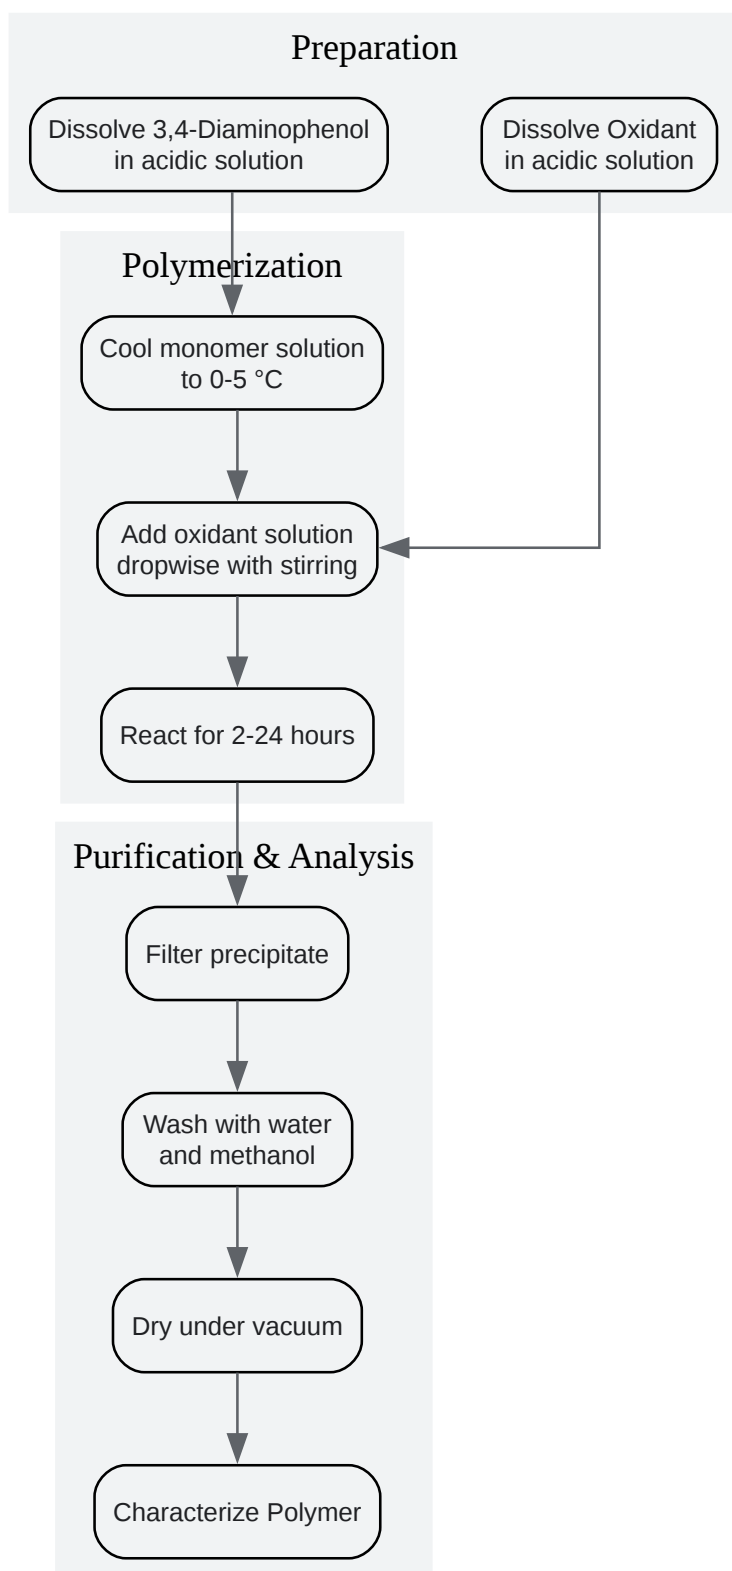 Preparation
Dissolve 3,4-Diaminophenol
in acidic solution
Dissolve Oxidant
in acidic solution
Polymerization
Cool monomer solution
to 0-5 °C
Add oxidant solution
dropwise with stirring
React for 2-24 hours
Purification & Analysis
Filter precipitate
Wash with water
and methanol
Dry under vacuum
Characterize Polymer